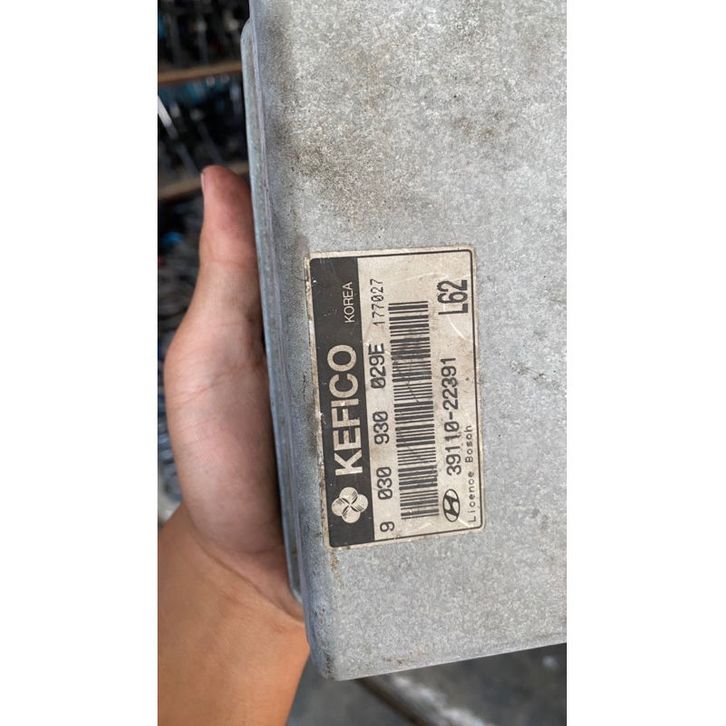 KEFICO KOREA
9 030 930 029E 177027
39110-22391 L62
Licence Bosch